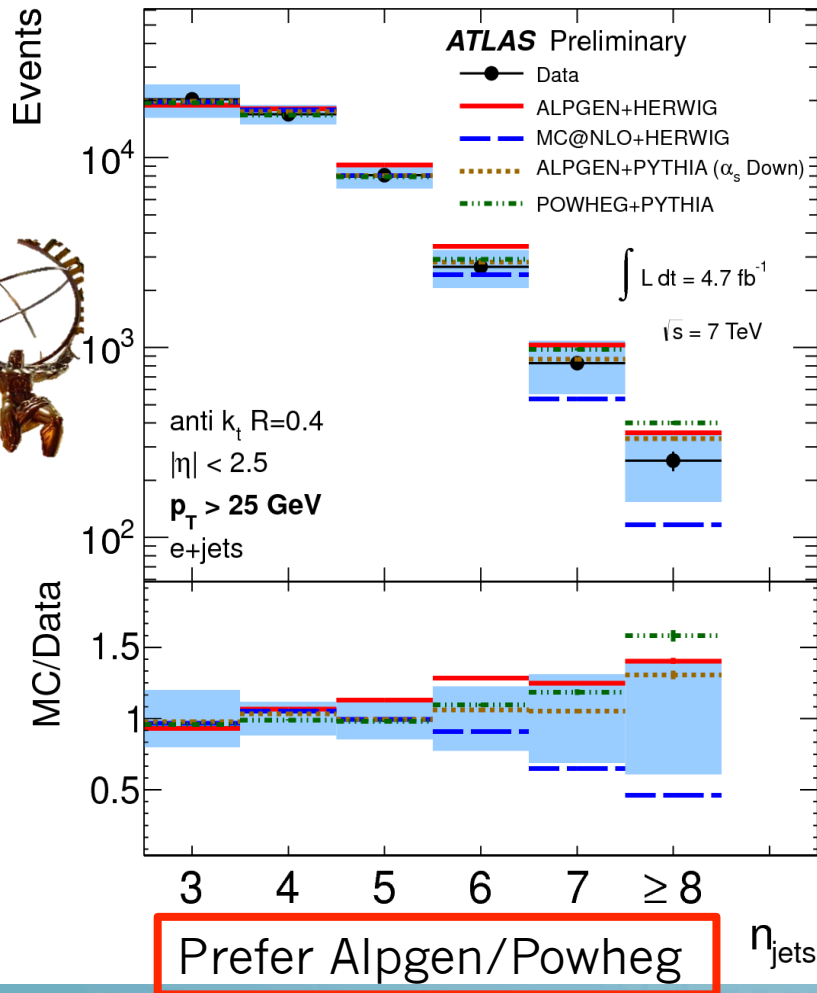 Events
ATLAS Preliminary
Data
ALPGEN+HERWIG
MC@NLO+HERWIG
ALPGEN+PYTHIA (αs Down)
POWHEG+PYTHIA
∫ L dt = 4.7 fb⁻¹
√s = 7 TeV
10⁴
10³
10²
anti kt R=0.4
|η| < 2.5
pT > 25 GeV
e+jets
MC/Data
1.5
1
0.5
3 4 5 6 7 ≥ 8
njets
Prefer Alpgen/Powheg